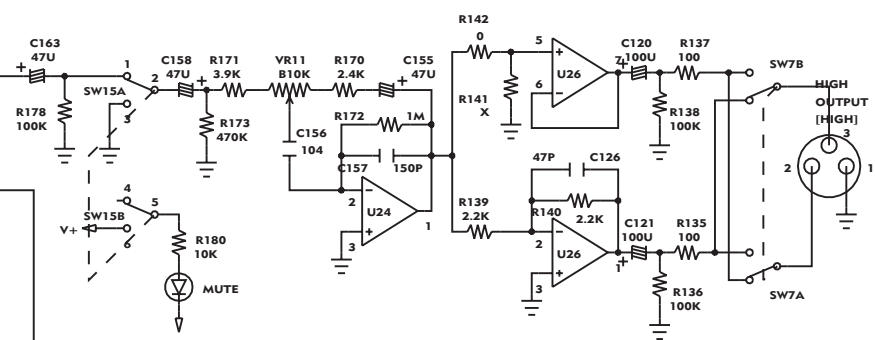 C163
47U
R178
100K
1
2
3
SW15A
C158
47U
R171
3.9K
R173
470K
VR11
B10K
R170
2.4K
C155
47U
C156
104
R172
1M
C157
150P
2
3
1
U24
4
5
6
SW15B
V+
R180
10K
MUTE
R142
0
R141
X
5
6
7
U26
C120
100U
R137
100
R138
100K
R139
2.2K
47P
C126
R140
2.2K
2
3
1
U26
C121
100U
R135
100
R136
100K
SW7B
SW7A
HIGH
OUTPUT
[HIGH]
3
2
1